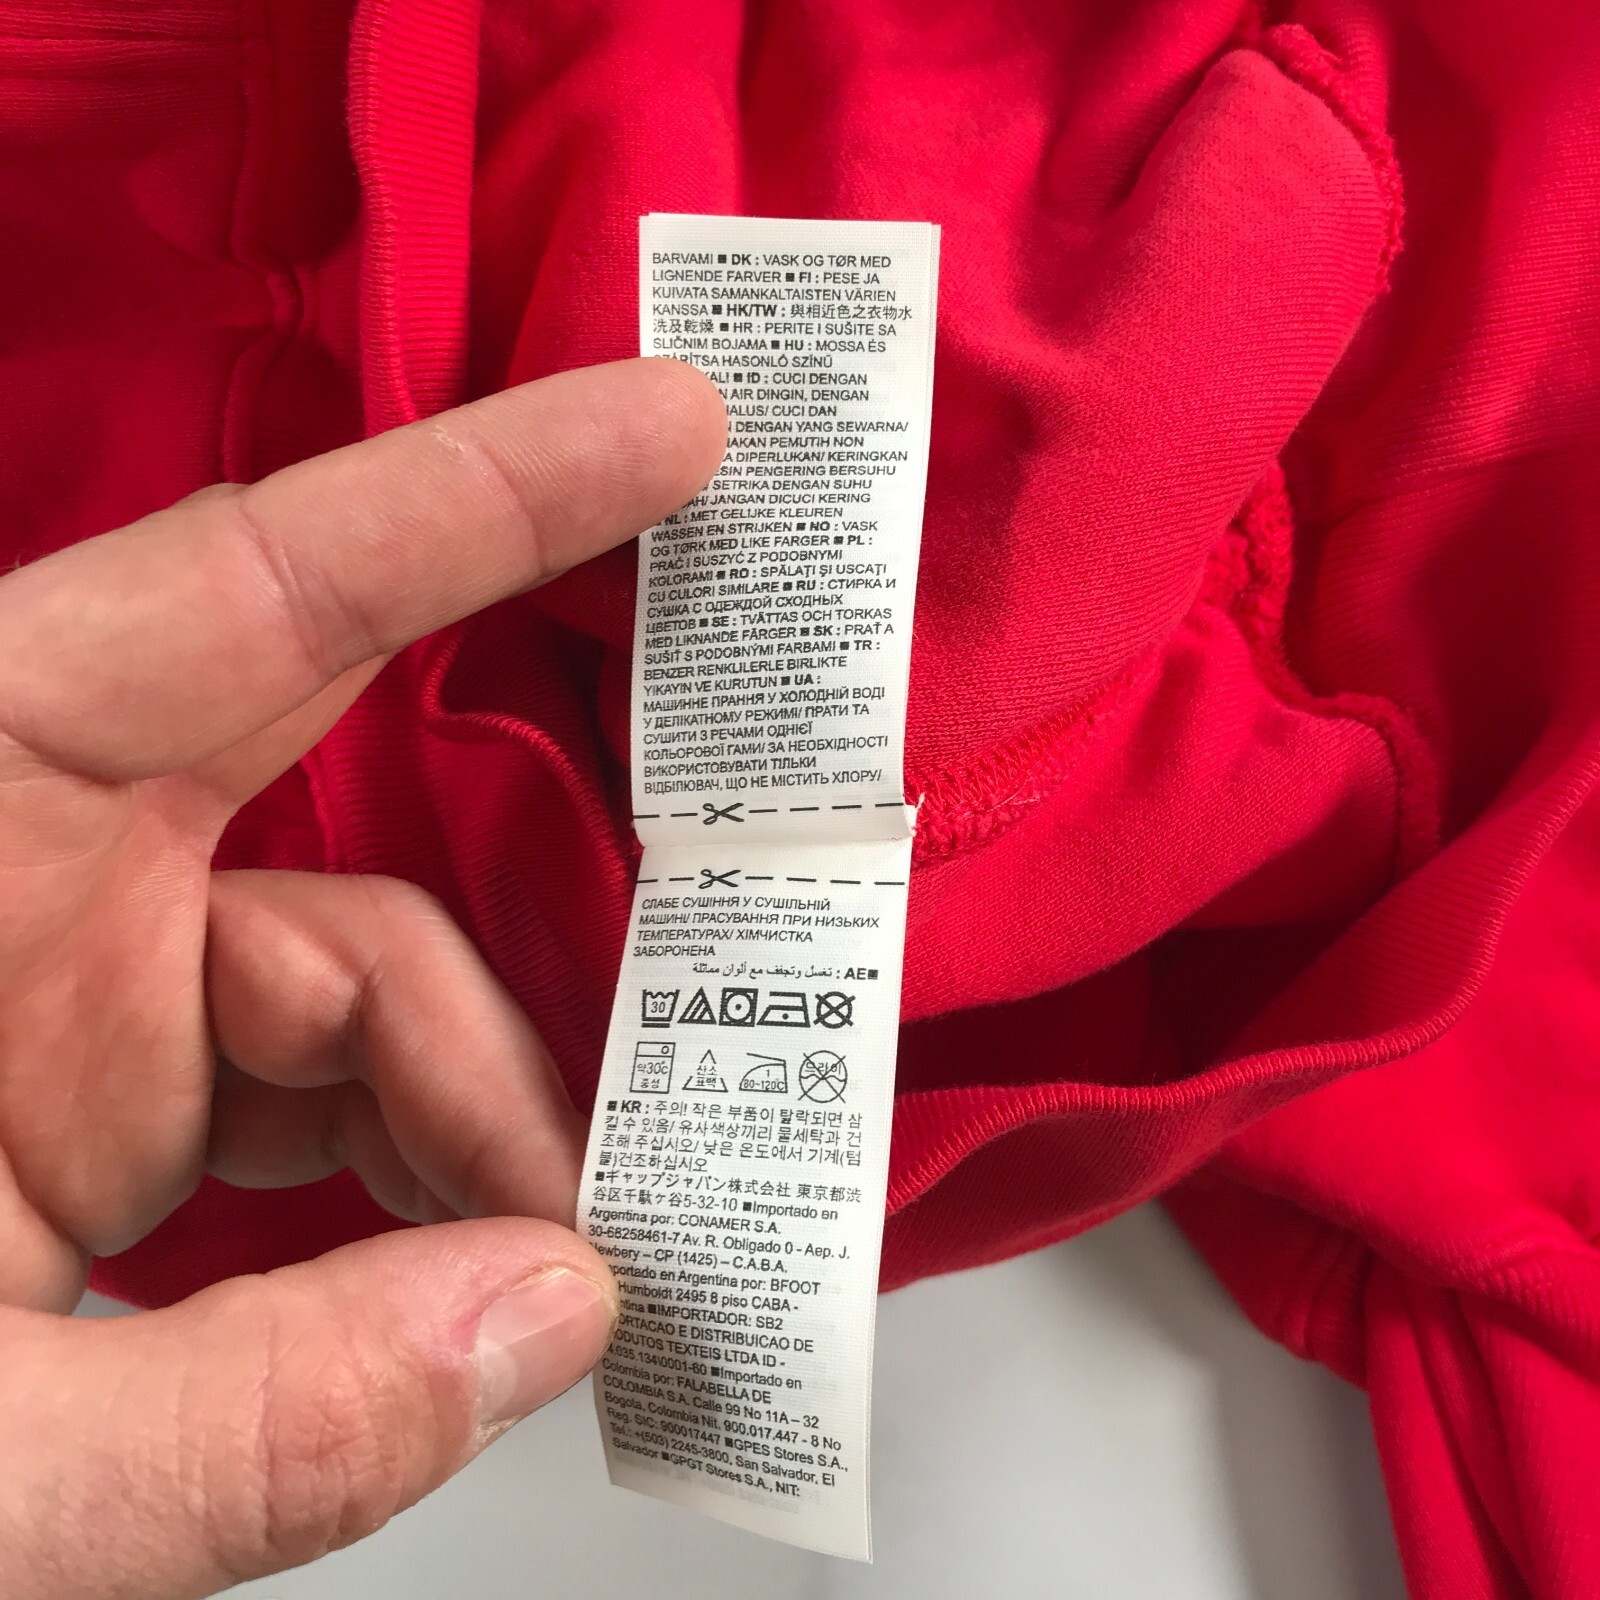 BARVAMI ■ DK : VASK OG TØR MED
LIGNENDE FARVER ■ FI : PESE JA
KUIVATA SAMANKALTAISTEN VÄRIEN
KANSSA ■ HK/TW : 與相近色之衣物水
洗及乾燥 ■ HR : PERITE I SUŠITE SA
SLIČNIM BOJAMA ■ HU : MOSSA ÉS
SZÁRÍTSA HASONLÓ SZÍNŰ
■ ID : CUCI DENGAN
AIR DINGIN, DENGAN
CUCI DAN
DENGAN YANG SEWARNA/
PEMUTIH NON
DIPERLUKAN/ KERINGKAN
PENGERING BERSUHU
SETRIKA DENGAN SUHU
JANGAN DICUCI KERING
■ NL : MET GELIJKE KLEUREN
WASSEN EN STRIJKEN ■ NO : VASK
OG TØRK MED LIKE FARGER ■ PL :
PRAĆ I SUSZYĆ Z PODOBNYMI
KOLORAMI ■ RO : SPĂLAȚI ȘI USCAȚI
CU CULORI SIMILARE ■ RU : СТИРКА И
СУШКА С ОДЕЖДОЙ СХОДНЫХ
ЦВЕТОВ ■ SE : TVÄTTAS OCH TORKAS
MED LIKNANDE FÄRGER ■ SK : PRAŤ A
SUŠIŤ S PODOBNÝMI FARBAMI ■ TR :
BENZER RENKLILERLE BIRLIKTE
YIKAYIN VE KURUTUN ■ UA :
МАШИННЕ ПРАННЯ У ХОЛОДНІЙ ВОДІ
У ДЕЛІКАТНОМУ РЕЖИМІ/ ПРАТИ ТА
СУШИТИ З РЕЧАМИ ОДНІЄЇ
КОЛЬОРОВОЇ ГАМИ/ ЗА НЕОБХІДНОСТІ
ВИКОРИСТОВУВАТИ ТІЛЬКИ
ВІДБІЛЮВАЧ, ЩО НЕ МІСТИТЬ ХЛОРУ/
СЛАБЕ СУШІННЯ У СУШІЛЬНІЙ
МАШИНІ/ ПРАСУВАННЯ ПРИ НИЗЬКИХ
ТЕМПЕРАТУРАХ/ ХІМЧИСТКА
ЗАБОРОНЕНА
■AE : تغسل وتجفف مع ألوان مماثلة
30
약30℃ 중성
산소 표백
1 80~120℃
드라이
■ KR : 주의! 작은 부품이 탈락되면 삼
킬 수 있음/ 유사색상끼리 물세탁과 건
조해 주십시오/ 낮은 온도에서 기계(텀
블)건조하십시오
■ギャップジャパン株式会社 東京都渋
谷区千駄ヶ谷5-32-10 ■Importado en
Argentina por: CONAMER S.A.
30-68258461-7 Av. R. Obligado 0 - Aep. J.
Newbery – CP (1425) – C.A.B.A.
Importado en Argentina por: BFOOT
Humboldt 2495 8 piso CABA -
■IMPORTADOR: SB2
E DISTRIBUICAO DE
TEXTEIS LTDA ID -
■Importado en
Colombia por: FALABELLA DE
COLOMBIA S.A. Calle 99 No 11A – 32
Bogota, Colombia Nit. 900.017.447 - 8 No
Reg. SIC: 900017447 ■GPES Stores S.A.,
Tel.: +(503) 2245-3800, San Salvador, El
Salvador ■GPGT Stores S.A., NIT: